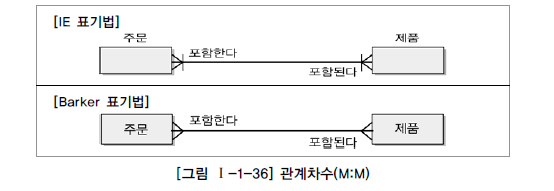 [IE 표기법]
주문 제품
포함한다
포함된다
[Barker 표기법]
포함한다
주문 제품
포함된다
[그림 Ⅰ-1-36] 관계차수(M:M)